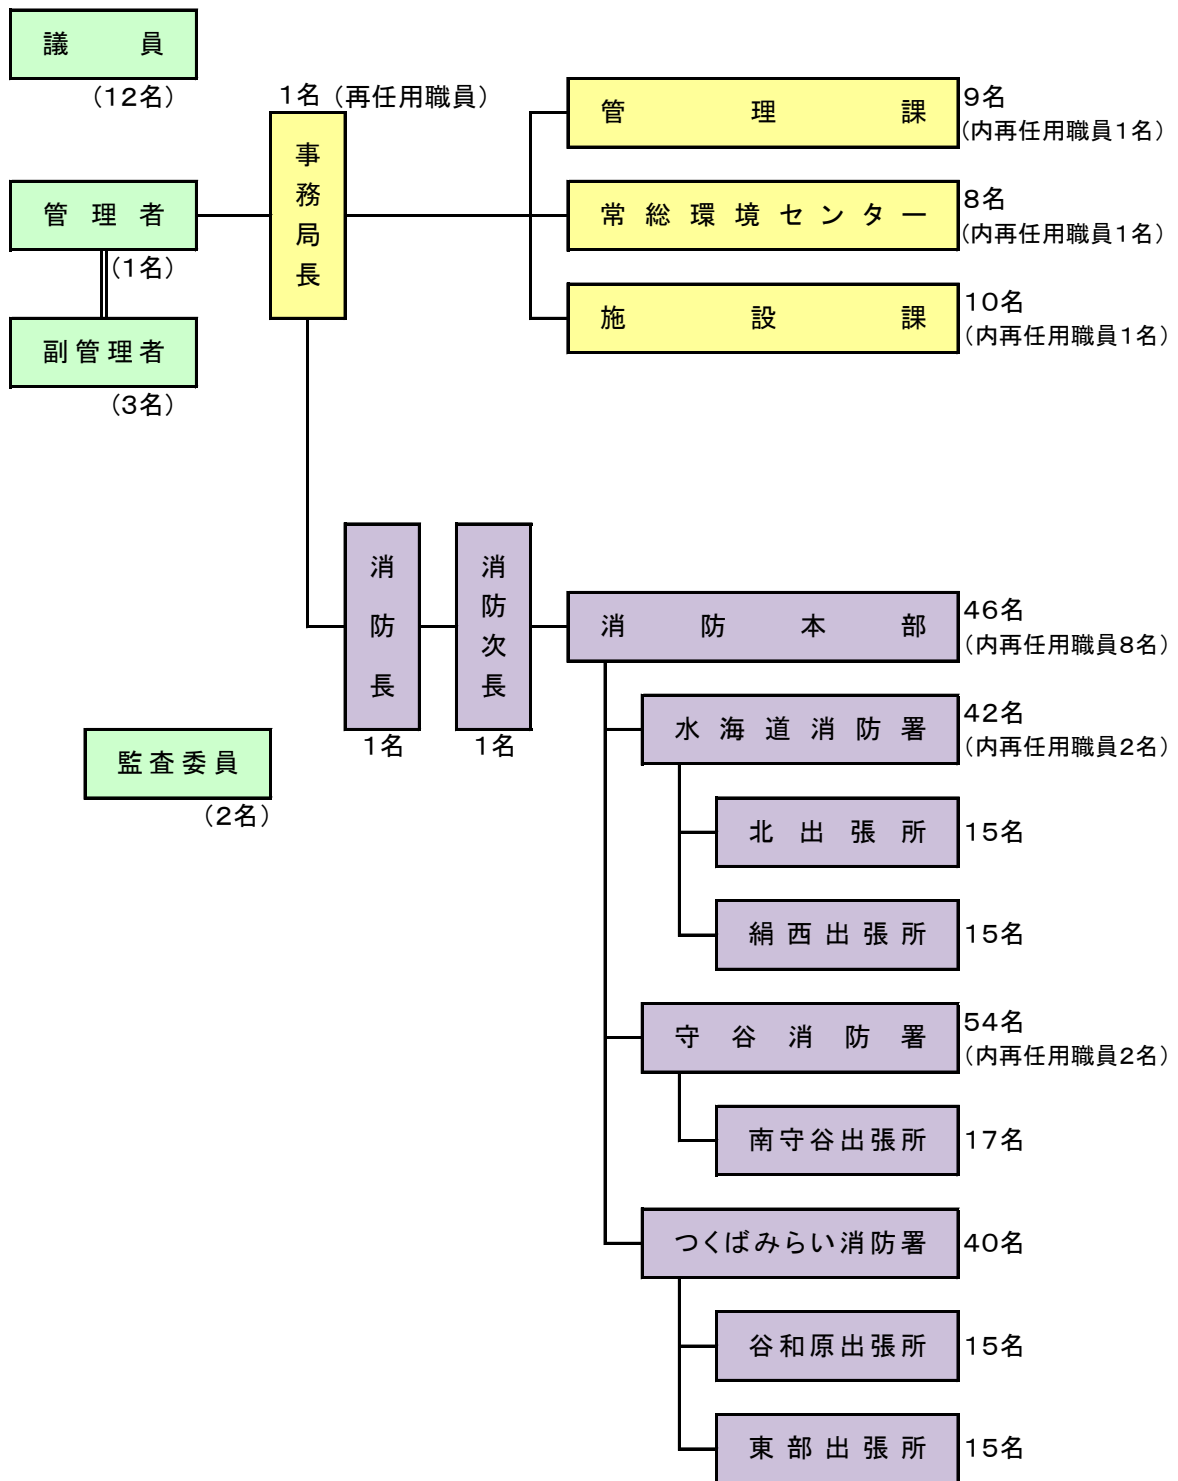 議員
（12名）
1名（再任用職員）
事務局長
管理者
（1名）
副管理者
（3名）
管理課
9名
（内再任用職員1名）
常総環境センター
8名
（内再任用職員1名）
施設課
10名
（内再任用職員1名）
消防長
1名
消防次長
1名
監査委員
（2名）
消防本部
46名
（内再任用職員8名）
水海道消防署
42名
（内再任用職員2名）
北出張所
15名
絹西出張所
15名
守谷消防署
54名
（内再任用職員2名）
南守谷出張所
17名
つくばみらい消防署
40名
谷和原出張所
15名
東部出張所
15名